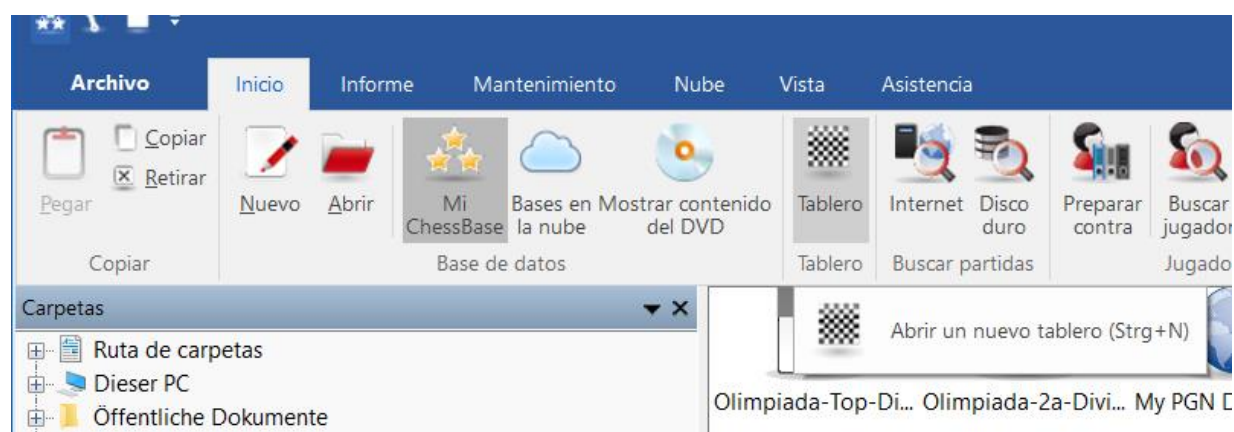 Archivo Inicio Informe Mantenimiento Nube Vista Asistencia
Copiar
Retirar
Pegar Nuevo Abrir Mi ChessBase Bases en la nube Mostrar contenido del DVD Tablero Internet Disco duro Preparar contra Buscar jugador
Copiar Base de datos Tablero Buscar partidas Jugado
Carpetas
Abrir un nuevo tablero (Strg+N)
Ruta de carpetas
Dieser PC
Öffentliche Dokumente
Olimpiada-Top-Di... Olimpiada-2a-Divi... My PGN D